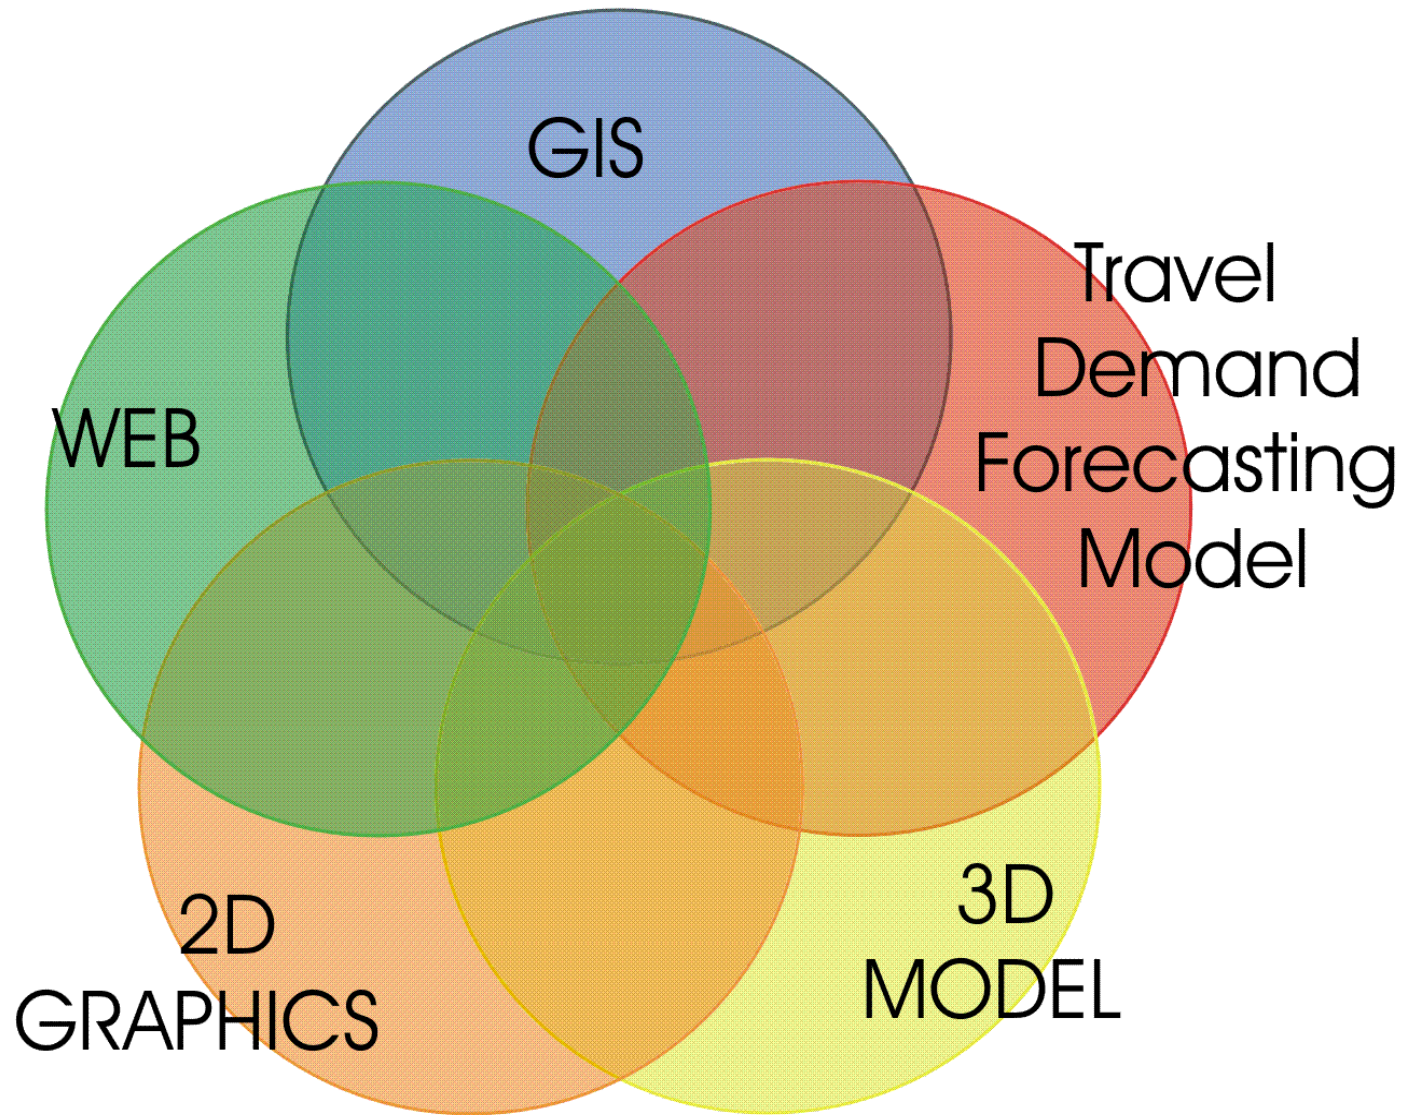 GIS
Travel
Demand
Forecasting
Model
WEB
3D
MODEL
2D
GRAPHICS